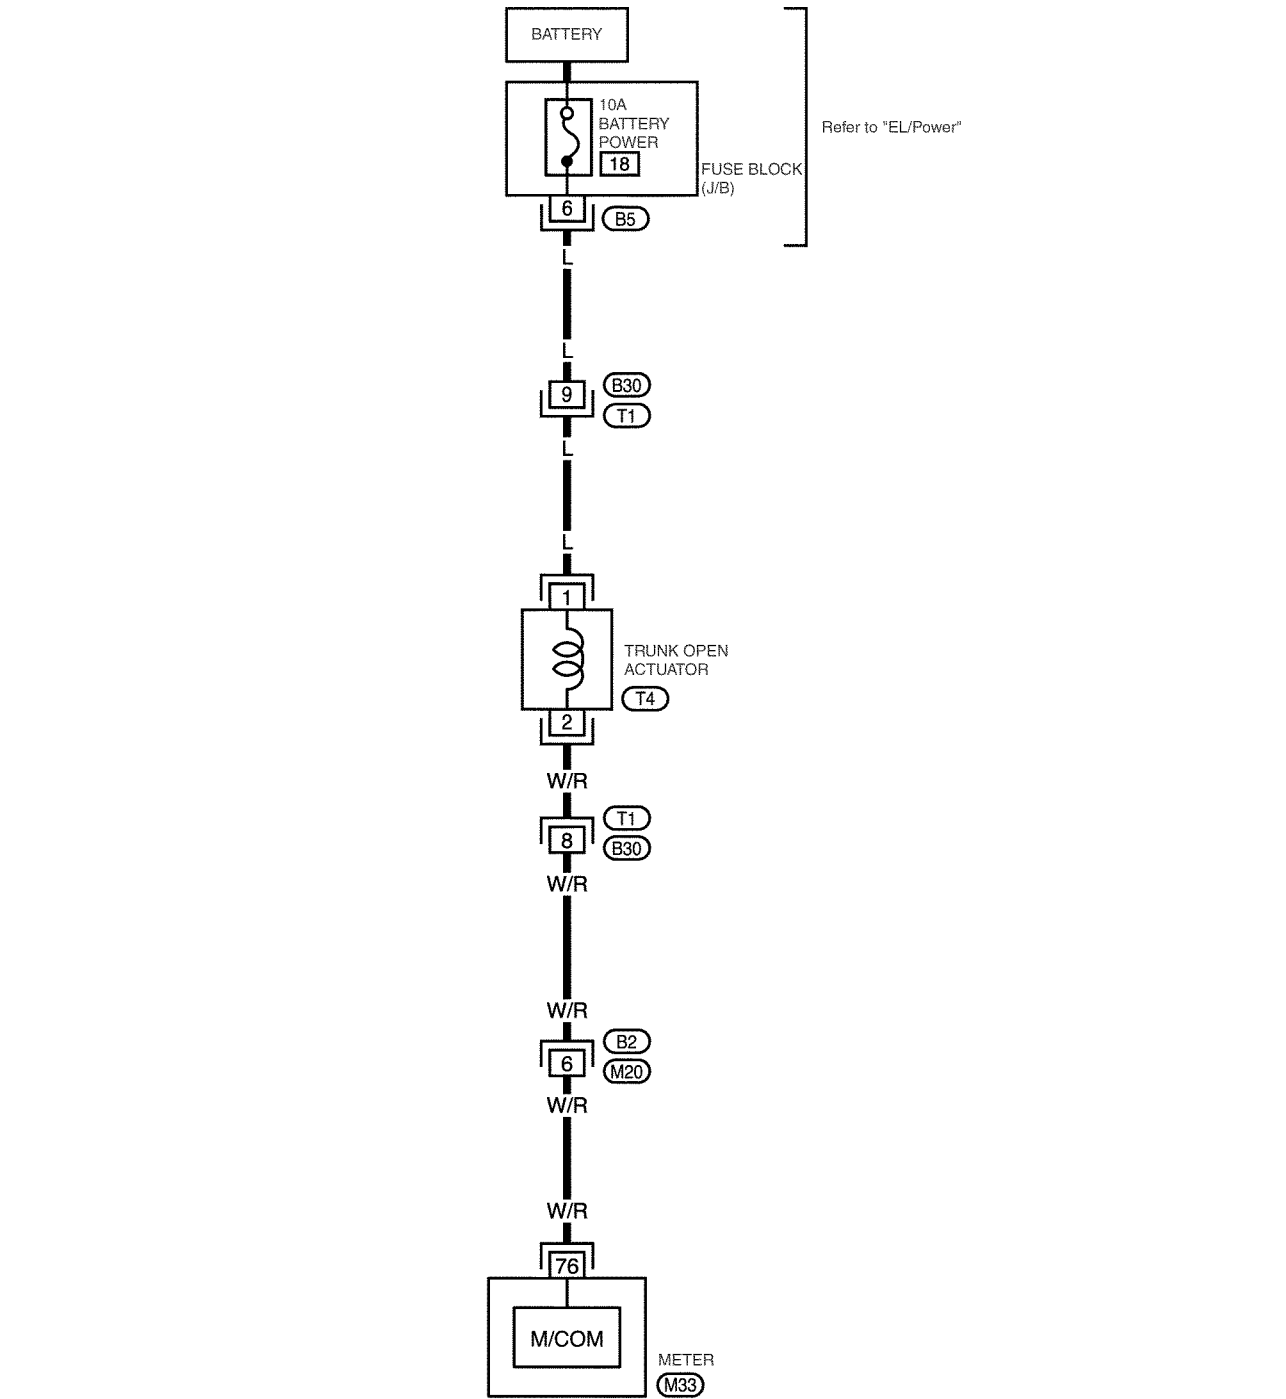 BATTERY
10A
BATTERY
POWER
18
Refer to "EL/Power"
FUSE BLOCK
(J/B)
6
B5
L
L
B30
9
T1
L
L
1
TRUNK OPEN
ACTUATOR
T4
2
W/R
T1
8
B30
W/R
W/R
B2
6
M20
W/R
W/R
76
M/COM
METER
M33